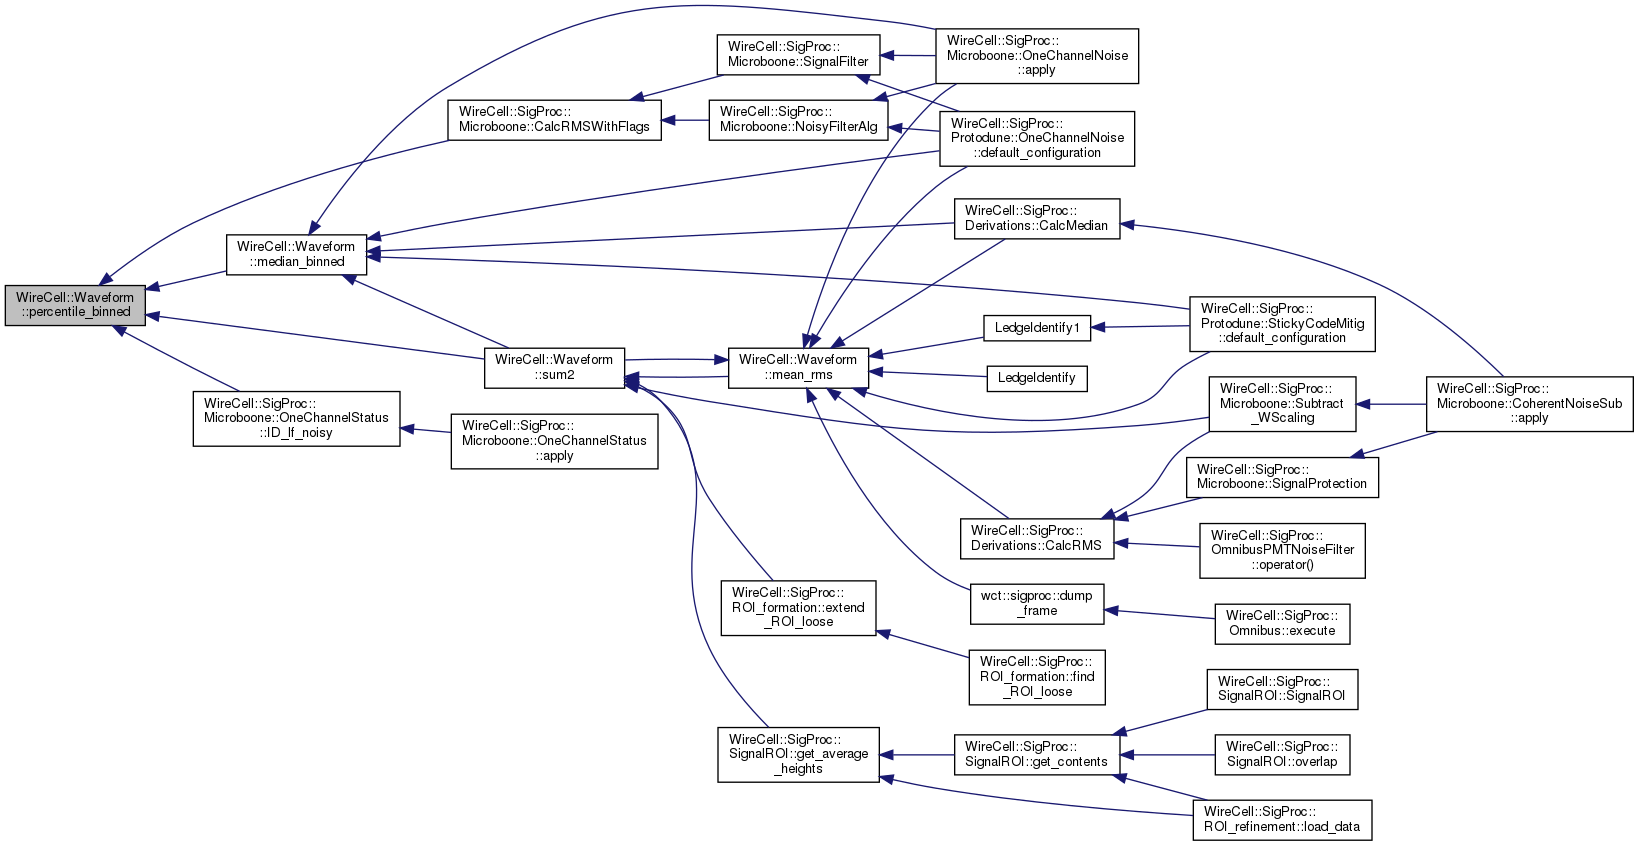 WireCell::Waveform
::percentile_binned
WireCell::Waveform
::median_binned
WireCell::SigProc::
Microboone::OneChannelStatus
::ID_lf_noisy
WireCell::SigProc::
Microboone::CalcRMSWithFlags
WireCell::Waveform
::sum2
WireCell::SigProc::
Microboone::OneChannelStatus
::apply
WireCell::SigProc::
Microboone::SignalFilter
WireCell::SigProc::
Microboone::NoisyFilterAlg
WireCell::Waveform
::mean_rms
WireCell::SigProc::
ROI_formation::extend
_ROI_loose
WireCell::SigProc::
SignalROI::get_average
_heights
WireCell::SigProc::
Microboone::OneChannelNoise
::apply
WireCell::SigProc::
Protodune::OneChannelNoise
::default_configuration
WireCell::SigProc::
Derivations::CalcMedian
LedgeIdentify1
LedgeIdentify
WireCell::SigProc::
Derivations::CalcRMS
wct::sigproc::dump
_frame
WireCell::SigProc::
ROI_formation::find
_ROI_loose
WireCell::SigProc::
SignalROI::get_contents
WireCell::SigProc::
Protodune::StickyCodeMitig
::default_configuration
WireCell::SigProc::
Microboone::Subtract
_WScaling
WireCell::SigProc::
Microboone::SignalProtection
WireCell::SigProc::
OmnibusPMTNoiseFilter
::operator()
WireCell::SigProc::
Omnibus::execute
WireCell::SigProc::
SignalROI::SignalROI
WireCell::SigProc::
SignalROI::overlap
WireCell::SigProc::
ROI_refinement::load_data
WireCell::SigProc::
Microboone::CoherentNoiseSub
::apply